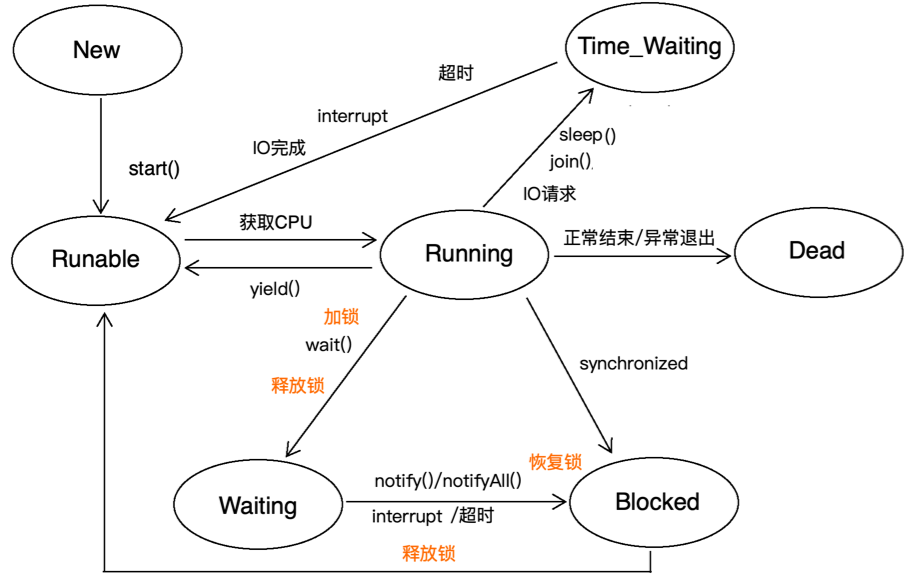 New
Time_Waiting
超时
interrupt
IO完成
sleep()
join()
start()
IO请求
获取CPU
正常结束/异常退出
Runable
Running
Dead
yield()
加锁
wait()
synchronized
释放锁
恢复锁
notify()/notifyAll()
Waiting
Blocked
interrupt /超时
释放锁